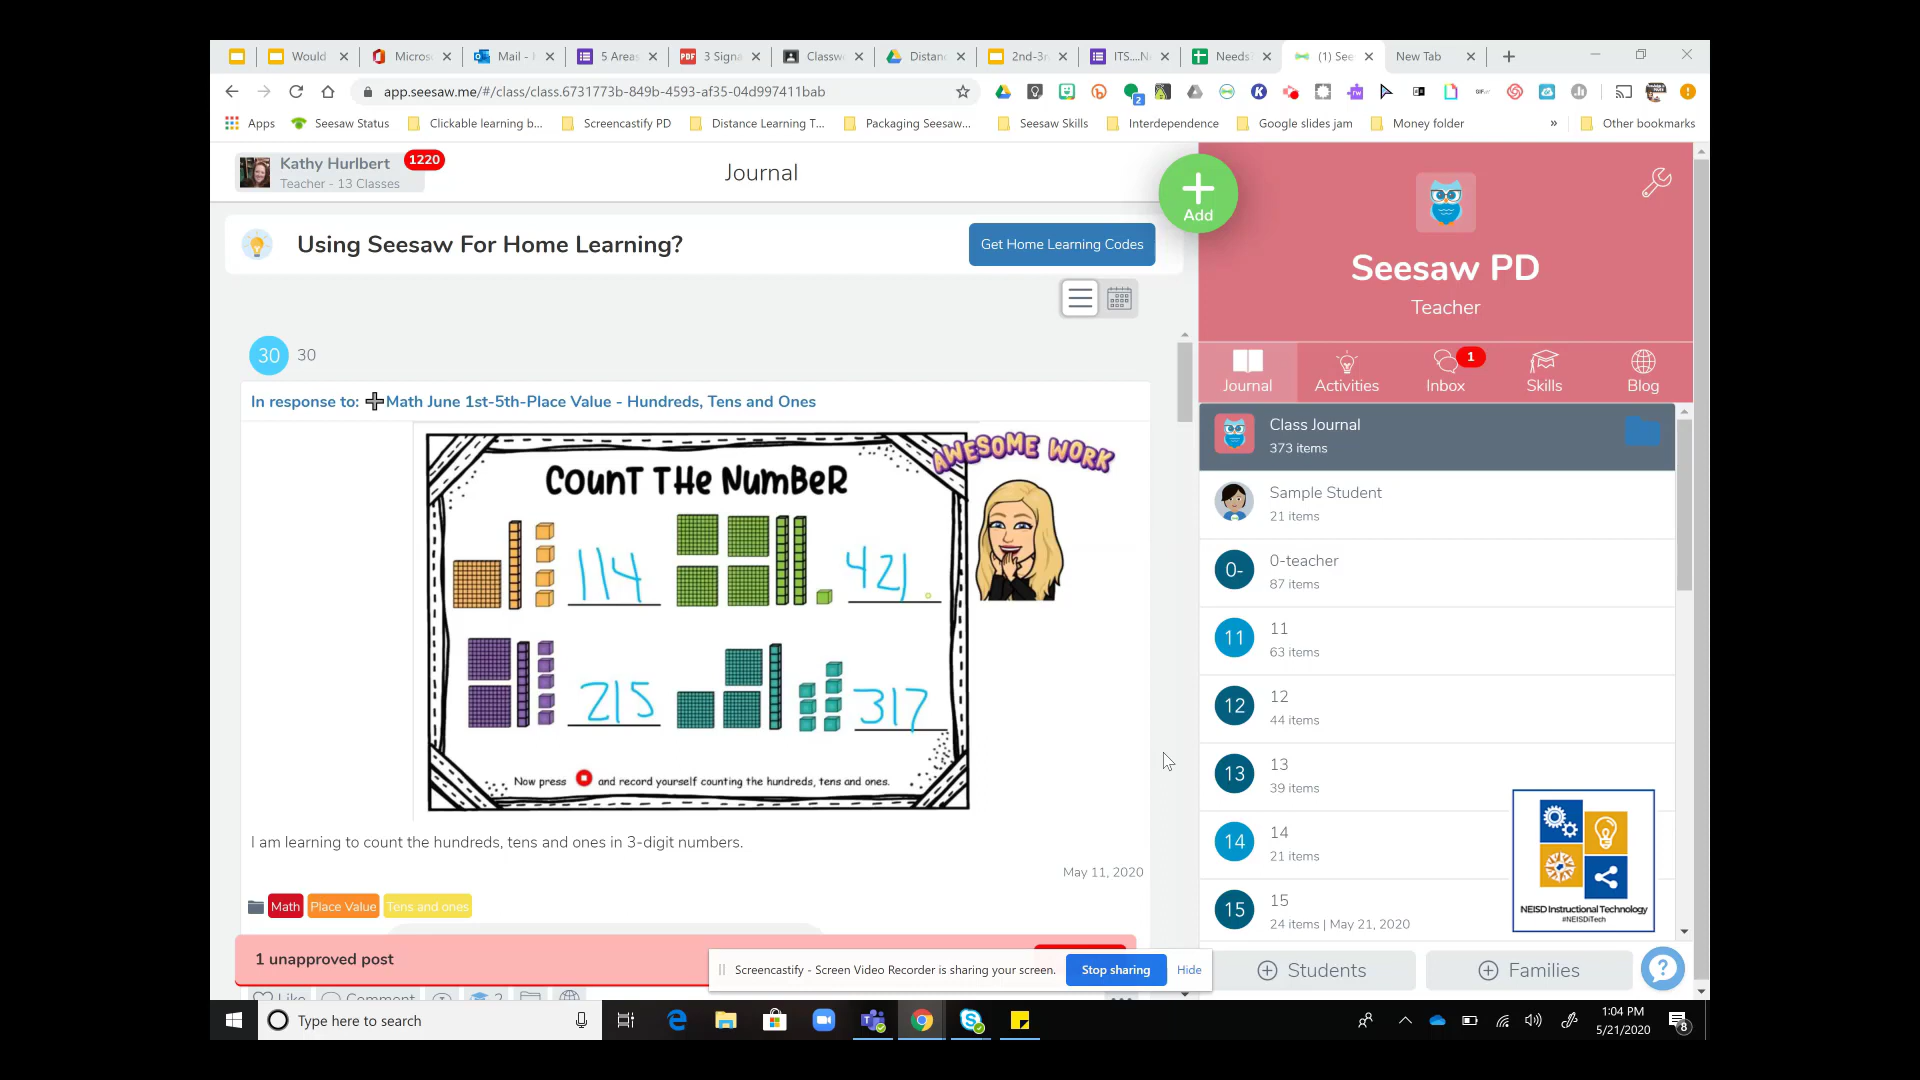 Would
Micros
Mail -
5 Areas
3 Signa
Classw
Distanc
2nd-3r
ITS....N
Needs
(1) See
New Tab
app.seesaw.me/#/class/class.6731773b-849b-4593-af35-04d997411bab
2
Apps
Seesaw Status
Clickable learning b...
Screencastify PD
Distance Learning T...
Packaging Seesaw...
Seesaw Skills
Interdependence
Google slides jam
Money folder
»
Other bookmarks
Kathy Hurlbert
1220
Teacher - 13 Classes
Journal
Add
Using Seesaw For Home Learning?
Get Home Learning Codes
Seesaw PD
Teacher
Journal
Activities
Inbox
1
Skills
Blog
30
30
In response to: ➕Math June 1st-5th-Place Value - Hundreds, Tens and Ones
AWESOME WORK
COUNT THE NUMBER
114
421
215
317
Now press and record yourself counting the hundreds, tens and ones.
I am learning to count the hundreds, tens and ones in 3-digit numbers.
May 11, 2020
Math
Place Value
Tens and ones
1 unapproved post
Like
Comment
2
Class Journal
373 items
Sample Student
21 items
0-
0-teacher
87 items
11
11
63 items
12
12
44 items
13
13
39 items
14
14
21 items
15
15
24 items | May 21, 2020
NEISD Instructional Technology
#NEISDiTech
Screencastify - Screen Video Recorder is sharing your screen.
Stop sharing
Hide
Students
Families
?
Type here to search
1:04 PM
5/21/2020
8